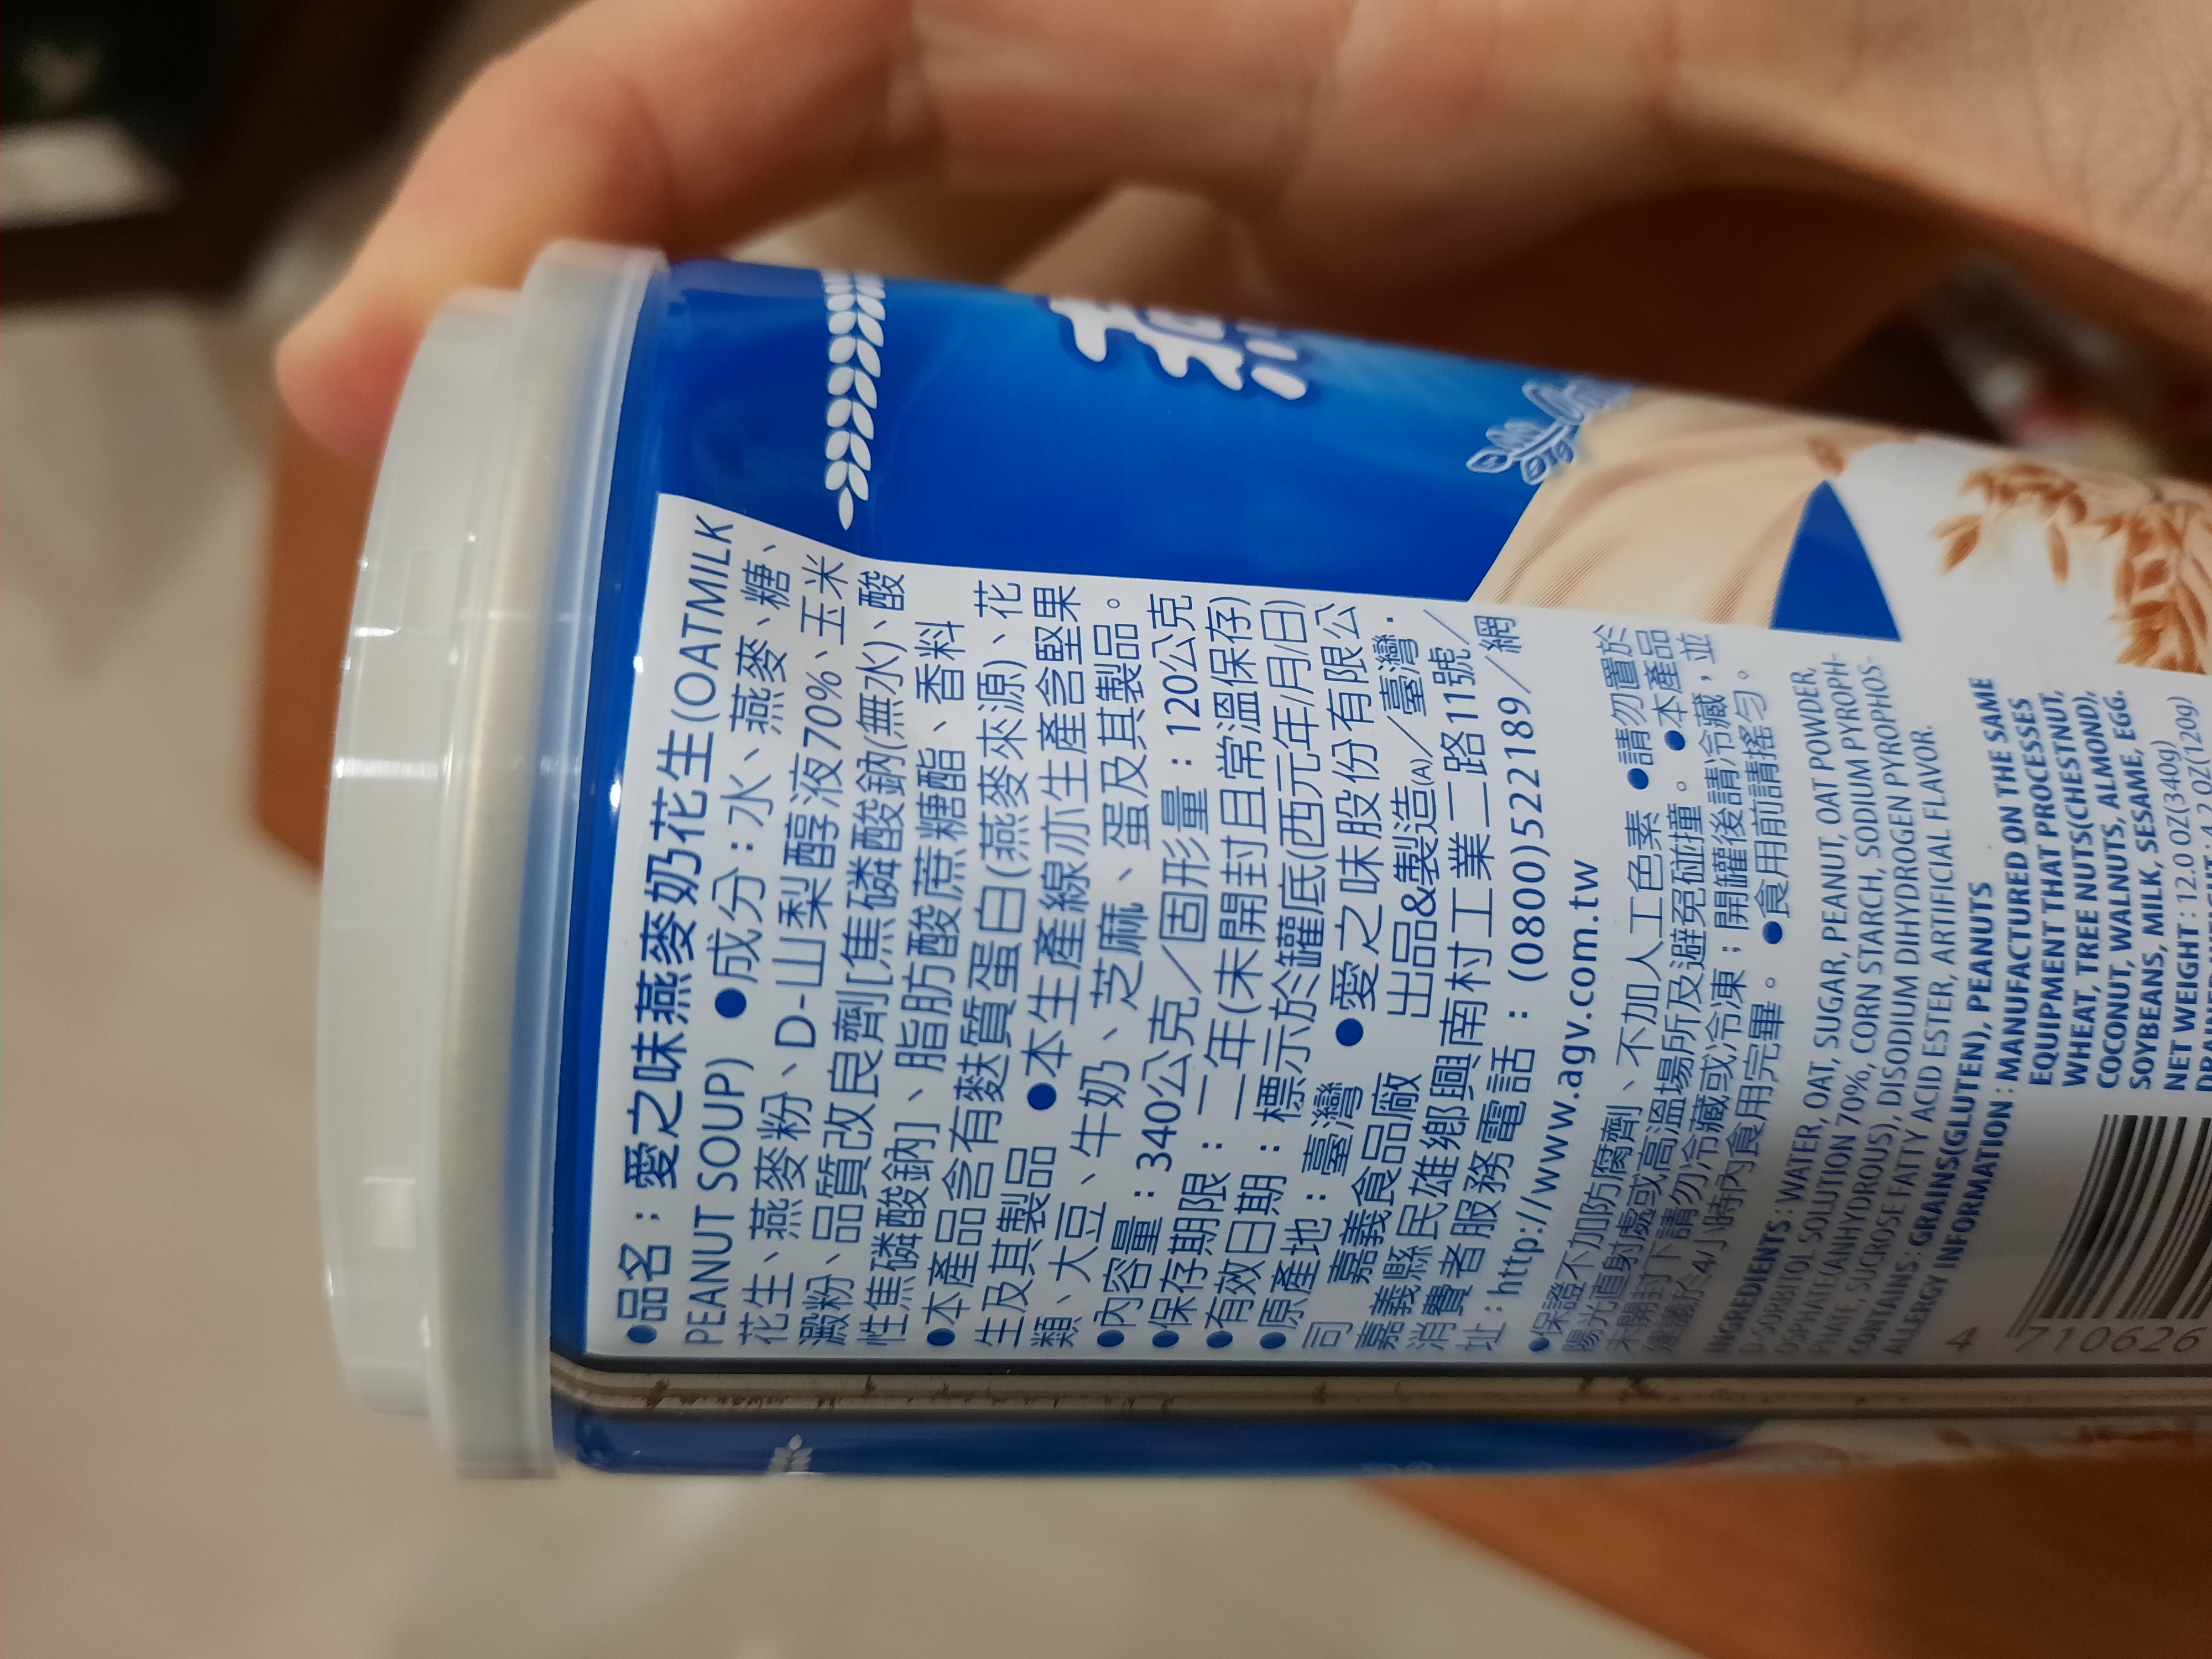 ●品名：愛之味燕麥奶花生(OATMILK
PEANUT SOUP) ●成分：水、燕麥、糖、
花生、燕麥粉、D-山梨醇液70%、玉米
澱粉、品質改良劑[焦磷酸鈉(無水)、酸
性焦磷酸鈉]、脂肪酸蔗糖酯、香料
●本產品含有麩質蛋白(燕麥來源)、花
生及其製品 ●本生產線亦生產含堅果
類、大豆、牛奶、芝麻、蛋及其製品。
●內容量：340公克／固形量：120公克
●保存期限：二年(未開封且常溫保存)
●有效日期：標示於罐底(西元年/月/日)
●原產地：臺灣 ●愛之味股份有限公
司 嘉義食品廠 出品&製造(A)／臺灣．
嘉義縣民雄鄉興南村工業二路11號／
消費者服務電話：(0800)522189／網
址：http://www.agv.com.tw
●保證不加防腐劑、不加人工色素 ●請勿置於
陽光直射處或高溫場所及避免碰撞。 ●本產品
未開封下請勿冷藏或冷凍；開罐後請冷藏，並
建議於4小時內食用完畢。 ●食用前請搖勻。
INGREDIENTS : WATER, OAT, SUGAR, PEANUT, OAT POWDER,
D-SORBITOL SOLUTION 70%, CORN STARCH, SODIUM PYROPH-
OSPHATE(ANHYDROUS), DISODIUM DIHYDROGEN PYROPHOS-
PHATE, SUCROSE FATTY ACID ESTER, ARTIFICIAL FLAVOR.
CONTAINS : GRAINS(GLUTEN), PEANUTS
ALLERGY INFORMATION : MANUFACTURED ON THE SAME
EQUIPMENT THAT PROCESSES
WHEAT, TREE NUTS(CHESTNUT,
COCONUT, WALNUTS, ALMOND),
SOYBEANS, MILK, SESAME, EGG.
NET WEIGHT : 12.0 OZ(340g)
4.2 OZ(120g)
4 710626